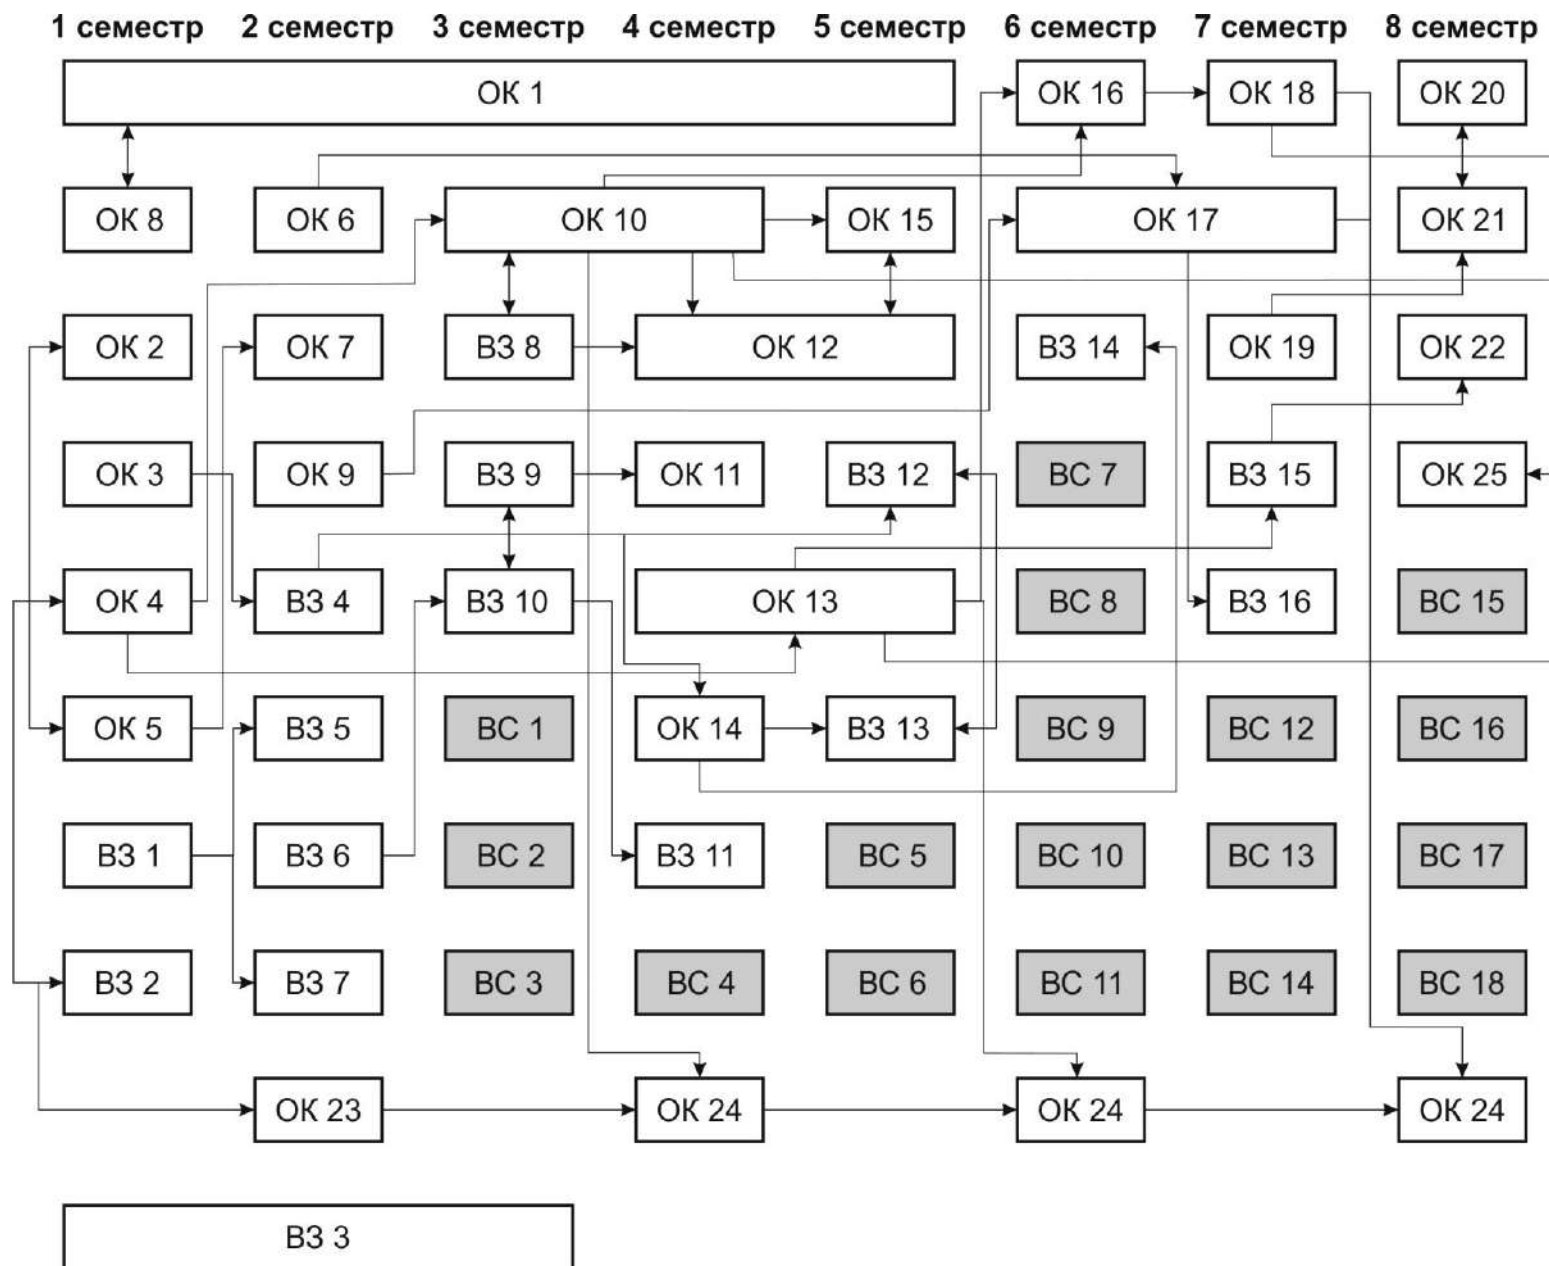 1 семестр 2 семестр 3 семестр 4 семестр 5 семестр 6 семестр 7 семестр 8 семестр
ОК 1 ОК 16 ОК 18 ОК 20
ОК 8 ОК 6 ОК 10 ОК 15 ОК 17 ОК 21
ОК 2 ОК 7 ВЗ 8 ОК 12 ВЗ 14 ОК 19 ОК 22
ОК 3 ОК 9 ВЗ 9 ОК 11 ВЗ 12 ВС 7 ВЗ 15 ОК 25
ОК 4 ВЗ 4 ВЗ 10 ОК 13 ВС 8 ВЗ 16 ВС 15
ОК 5 ВЗ 5 ВС 1 ОК 14 ВЗ 13 ВС 9 ВС 12 ВС 16
ВЗ 1 ВЗ 6 ВС 2 ВЗ 11 ВС 5 ВС 10 ВС 13 ВС 17
ВЗ 2 ВЗ 7 ВС 3 ВС 4 ВС 6 ВС 11 ВС 14 ВС 18
ОК 23 ОК 24 ОК 24 ОК 24
ВЗ 3